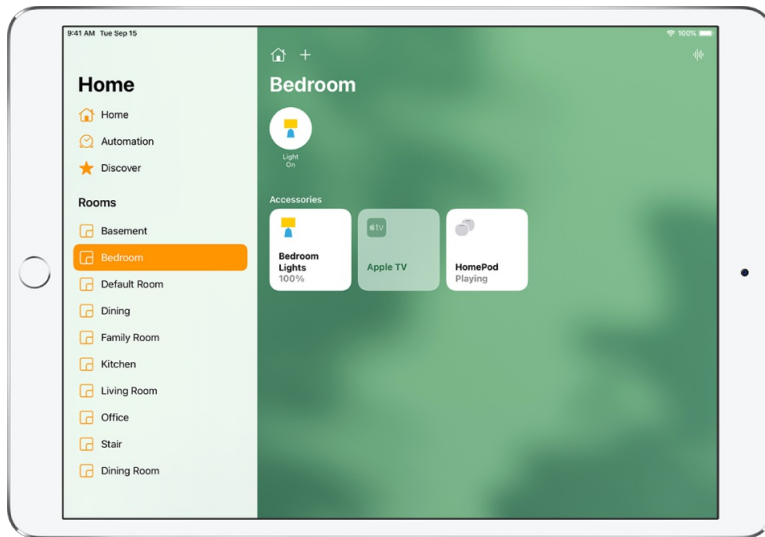 9:41 AM Tue Sep 15
100%
Home
Home
Automation
Discover
Rooms
Basement
Bedroom
Default Room
Dining
Family Room
Kitchen
Living Room
Office
Stair
Dining Room
Bedroom
Light
On
Accessories
Bedroom
Lights
100%
tv
Apple TV
HomePod
Playing